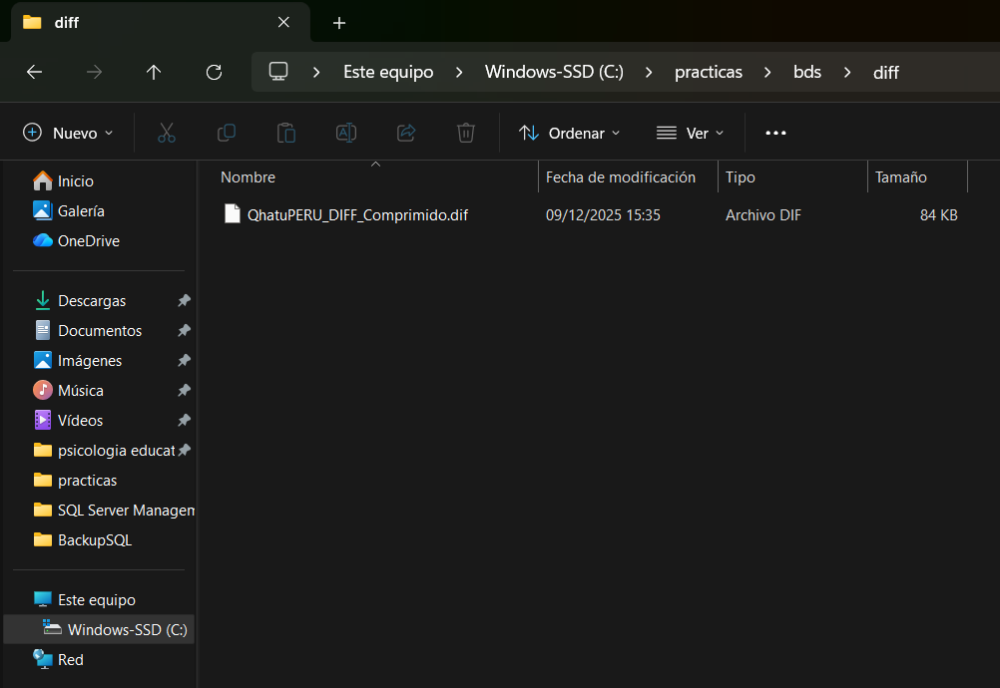 diff
Este equipo > Windows-SSD (C:) > practicas > bds > diff
Nuevo
Ordenar
Ver
Nombre
Fecha de modificación
Tipo
Tamaño
QhatuPERU_DIFF_Comprimido.dif
09/12/2025 15:35
Archivo DIF
84 KB
Inicio
Galería
OneDrive
Descargas
Documentos
Imágenes
Música
Vídeos
psicologia educat
practicas
SQL Server Managem
BackupSQL
Este equipo
Windows-SSD (C:)
Red